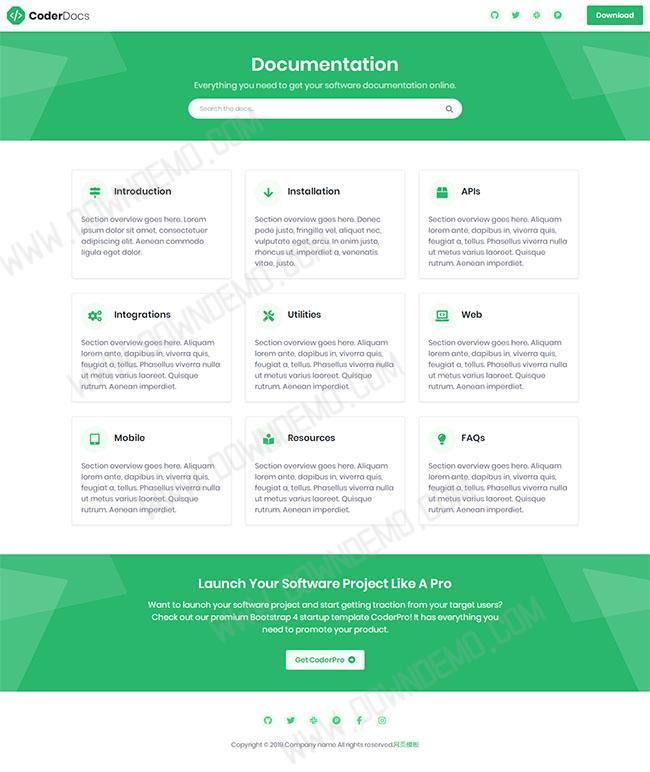 CoderDocs
Download
Documentation
Everything you need to get your software documentation online.
Search the docs...
Introduction
Section overview goes here. Lorem
ipsum dolor sit amet, consectetuer
adipiscing elit. Aenean commodo
ligula eget dolor.
Installation
Section overview goes here. Donec
pede justo, fringilla vel, aliquet nec,
vulputate eget, arcu. In enim justo,
rhoncus ut, imperdiet a, venenatis
vitae, justo.
APIs
Section overview goes here. Aliquam
lorem ante, dapibus in, viverra quis,
feugiat a, tellus. Phasellus viverra nulla
ut metus varius laoreet. Quisque
rutrum. Aenean imperdiet.
Integrations
Section overview goes here. Aliquam
lorem ante, dapibus in, viverra quis,
feugiat a, tellus. Phasellus viverra nulla
ut metus varius laoreet. Quisque
rutrum. Aenean imperdiet.
Utilities
Section overview goes here. Aliquam
lorem ante, dapibus in, viverra quis,
feugiat a, tellus. Phasellus viverra nulla
ut metus varius laoreet. Quisque
rutrum. Aenean imperdiet.
Web
Section overview goes here. Aliquam
lorem ante, dapibus in, viverra quis,
feugiat a, tellus. Phasellus viverra nulla
ut metus varius laoreet. Quisque
rutrum. Aenean imperdiet.
Mobile
Section overview goes here. Aliquam
lorem ante, dapibus in, viverra quis,
feugiat a, tellus. Phasellus viverra nulla
ut metus varius laoreet. Quisque
rutrum. Aenean imperdiet.
Resources
Section overview goes here. Aliquam
lorem ante, dapibus in, viverra quis,
feugiat a, tellus. Phasellus viverra nulla
ut metus varius laoreet. Quisque
rutrum. Aenean imperdiet.
FAQs
Section overview goes here. Aliquam
lorem ante, dapibus in, viverra quis,
feugiat a, tellus. Phasellus viverra nulla
ut metus varius laoreet. Quisque
rutrum. Aenean imperdiet.
Launch Your Software Project Like A Pro
Want to launch your software project and start getting traction from your target users?
Check out our premium Bootstrap 4 startup template CoderPro! It has everything you
need to promote your product.
Get CoderPro
Copyright © 2019.Company name All rights reserved.网页模板
WWW.DOWNDEMO.COM
WWW.DOWNDEMO.COM
WWW.DOWNDEMO.COM
WWW.DOWNDEMO.COM
WWW.DOWNDEMO.COM